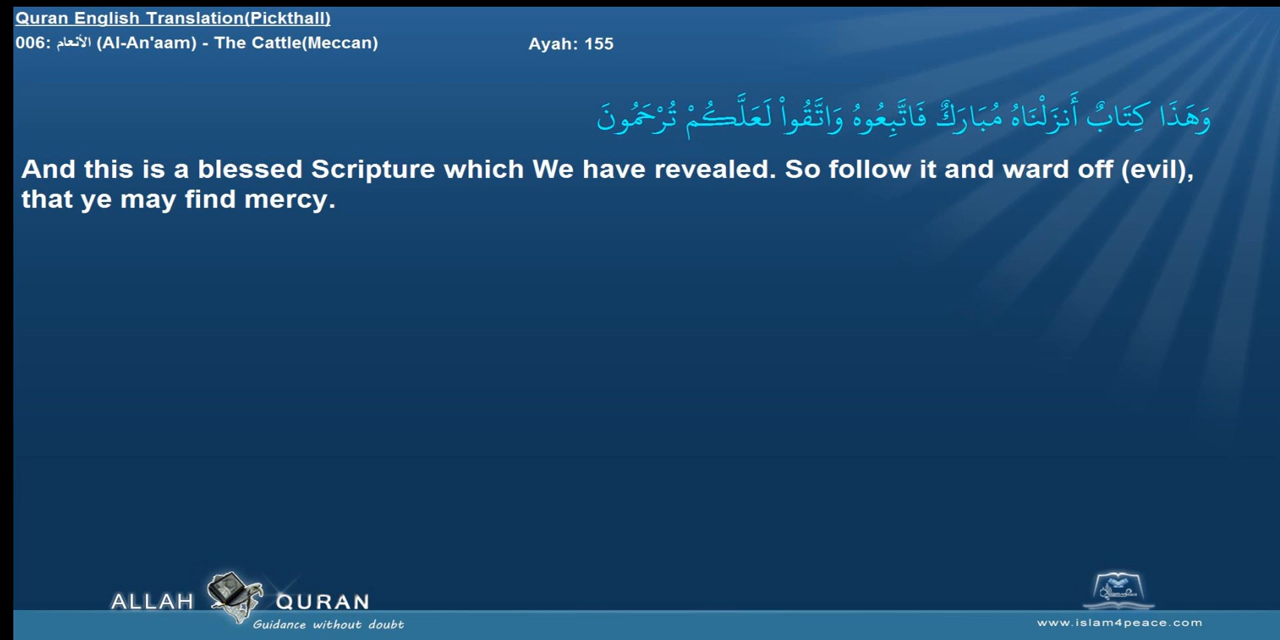 Quran English Translation(Pickthall)
006: الأنعام (Al-An'aam) - The Cattle(Meccan) Ayah: 155
وَهَذَا كِتَابٌ أَنزَلْنَاهُ مُبَارَكٌ فَاتَّبِعُوهُ وَاتَّقُواْ لَعَلَّكُمْ تُرْحَمُونَ
And this is a blessed Scripture which We have revealed. So follow it and ward off (evil),
that ye may find mercy.
ALLAH QURAN
Guidance without doubt
www.islam4peace.com